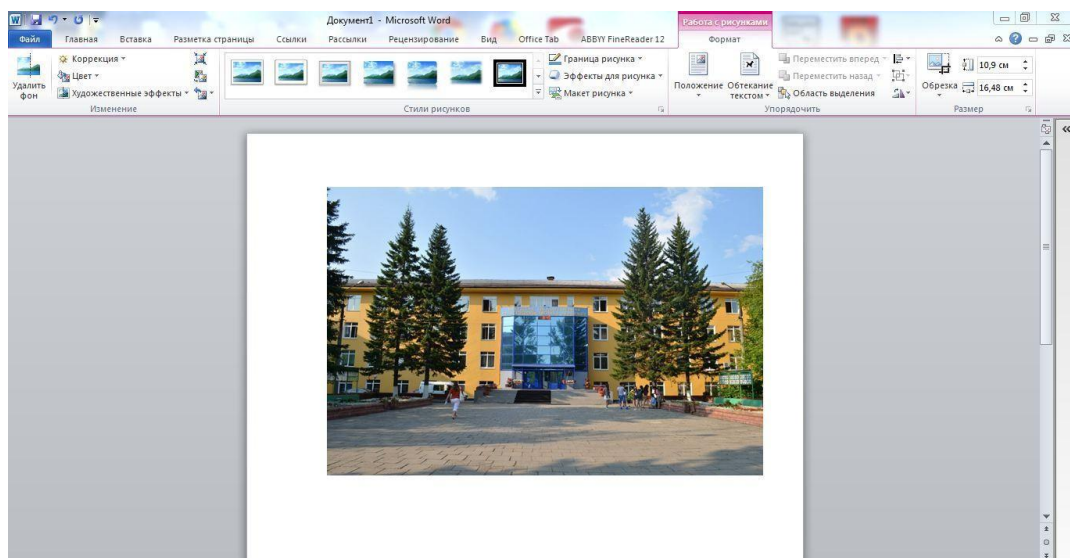 Документ1 - Microsoft Word
Работа с рисунками
Файл Главная Вставка Разметка страницы Ссылки Рассылки Рецензирование Вид Office Tab ABBYY FineReader 12 Формат
Удалить фон
Коррекция
Цвет
Художественные эффекты
Изменение
Стили рисунков
Граница рисунка
Эффекты для рисунка
Макет рисунка
Положение
Обтекание текстом
Переместить вперед
Переместить назад
Область выделения
Упорядочить
Обрезка
10,9 см
16,48 см
Размер